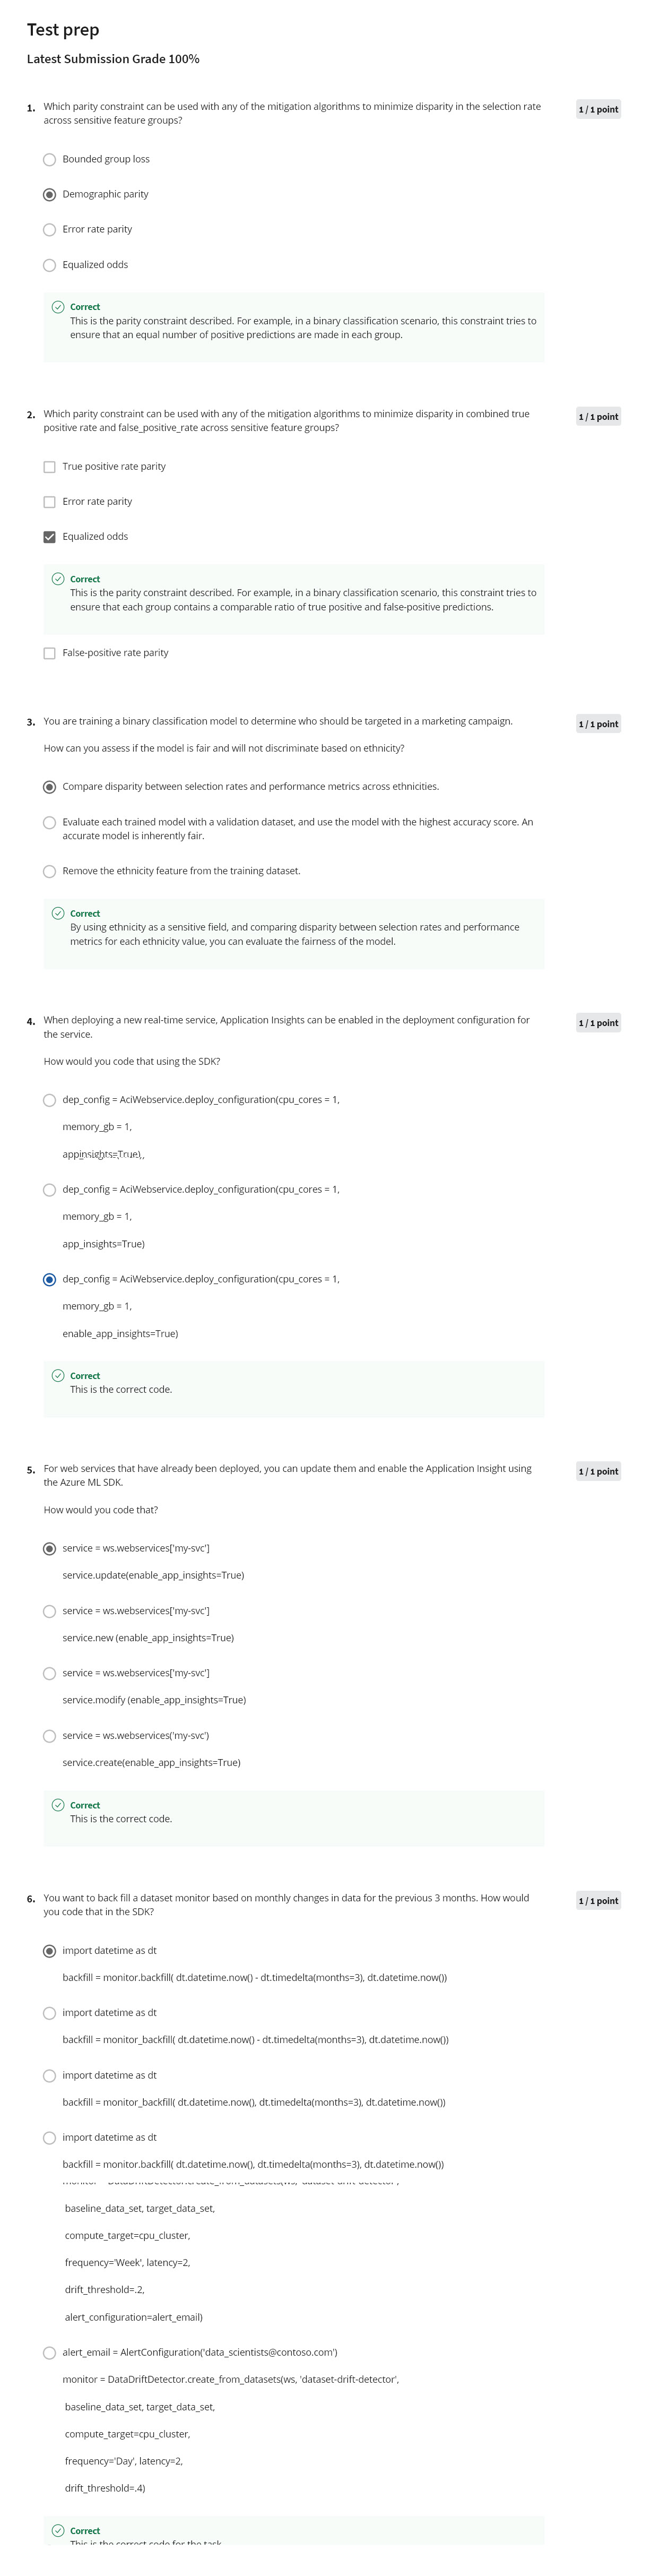 Test prep
Latest Submission Grade 100%
1. Which parity constraint can be used with any of the mitigation algorithms to minimize disparity in the selection rate
across sensitive feature groups?
1 / 1 point
Bounded group loss
Demographic parity
Error rate parity
Equalized odds
Correct
This is the parity constraint described. For example, in a binary classification scenario, this constraint tries to
ensure that an equal number of positive predictions are made in each group.
2. Which parity constraint can be used with any of the mitigation algorithms to minimize disparity in combined true
positive rate and false_positive_rate across sensitive feature groups?
1 / 1 point
True positive rate parity
Error rate parity
Equalized odds
Correct
This is the parity constraint described. For example, in a binary classification scenario, this constraint tries to
ensure that each group contains a comparable ratio of true positive and false-positive predictions.
False-positive rate parity
3. You are training a binary classification model to determine who should be targeted in a marketing campaign.
1 / 1 point
How can you assess if the model is fair and will not discriminate based on ethnicity?
Compare disparity between selection rates and performance metrics across ethnicities.
Evaluate each trained model with a validation dataset, and use the model with the highest accuracy score. An
accurate model is inherently fair.
Remove the ethnicity feature from the training dataset.
Correct
By using ethnicity as a sensitive field, and comparing disparity between selection rates and performance
metrics for each ethnicity value, you can evaluate the fairness of the model.
4. When deploying a new real-time service, Application Insights can be enabled in the deployment configuration for
the service.
1 / 1 point
How would you code that using the SDK?
dep_config = AciWebservice.deploy_configuration(cpu_cores = 1,
memory_gb = 1,
appinsights=True)
dep_config = AciWebservice.deploy_configuration(cpu_cores = 1,
memory_gb = 1,
app_insights=True)
dep_config = AciWebservice.deploy_configuration(cpu_cores = 1,
memory_gb = 1,
enable_app_insights=True)
Correct
This is the correct code.
5. For web services that have already been deployed, you can update them and enable the Application Insight using
the Azure ML SDK.
1 / 1 point
How would you code that?
service = ws.webservices['my-svc']
service.update(enable_app_insights=True)
service = ws.webservices['my-svc']
service.new (enable_app_insights=True)
service = ws.webservices['my-svc']
service.modify (enable_app_insights=True)
service = ws.webservices('my-svc')
service.create(enable_app_insights=True)
Correct
This is the correct code.
6. You want to back fill a dataset monitor based on monthly changes in data for the previous 3 months. How would
you code that in the SDK?
1 / 1 point
import datetime as dt
backfill = monitor.backfill( dt.datetime.now() - dt.timedelta(months=3), dt.datetime.now())
import datetime as dt
backfill = monitor_backfill( dt.datetime.now() - dt.timedelta(months=3), dt.datetime.now())
import datetime as dt
backfill = monitor_backfill( dt.datetime.now(), dt.timedelta(months=3), dt.datetime.now())
import datetime as dt
backfill = monitor.backfill( dt.datetime.now(), dt.timedelta(months=3), dt.datetime.now())
monitor = DataDriftDetector.create_from_datasets(ws, 'dataset-drift-detector',
baseline_data_set, target_data_set,
compute_target=cpu_cluster,
frequency='Week', latency=2,
drift_threshold=.2,
alert_configuration=alert_email)
alert_email = AlertConfiguration('data_scientists@contoso.com')
monitor = DataDriftDetector.create_from_datasets(ws, 'dataset-drift-detector',
baseline_data_set, target_data_set,
compute_target=cpu_cluster,
frequency='Day', latency=2,
drift_threshold=.4)
Correct
This is the correct code for the task